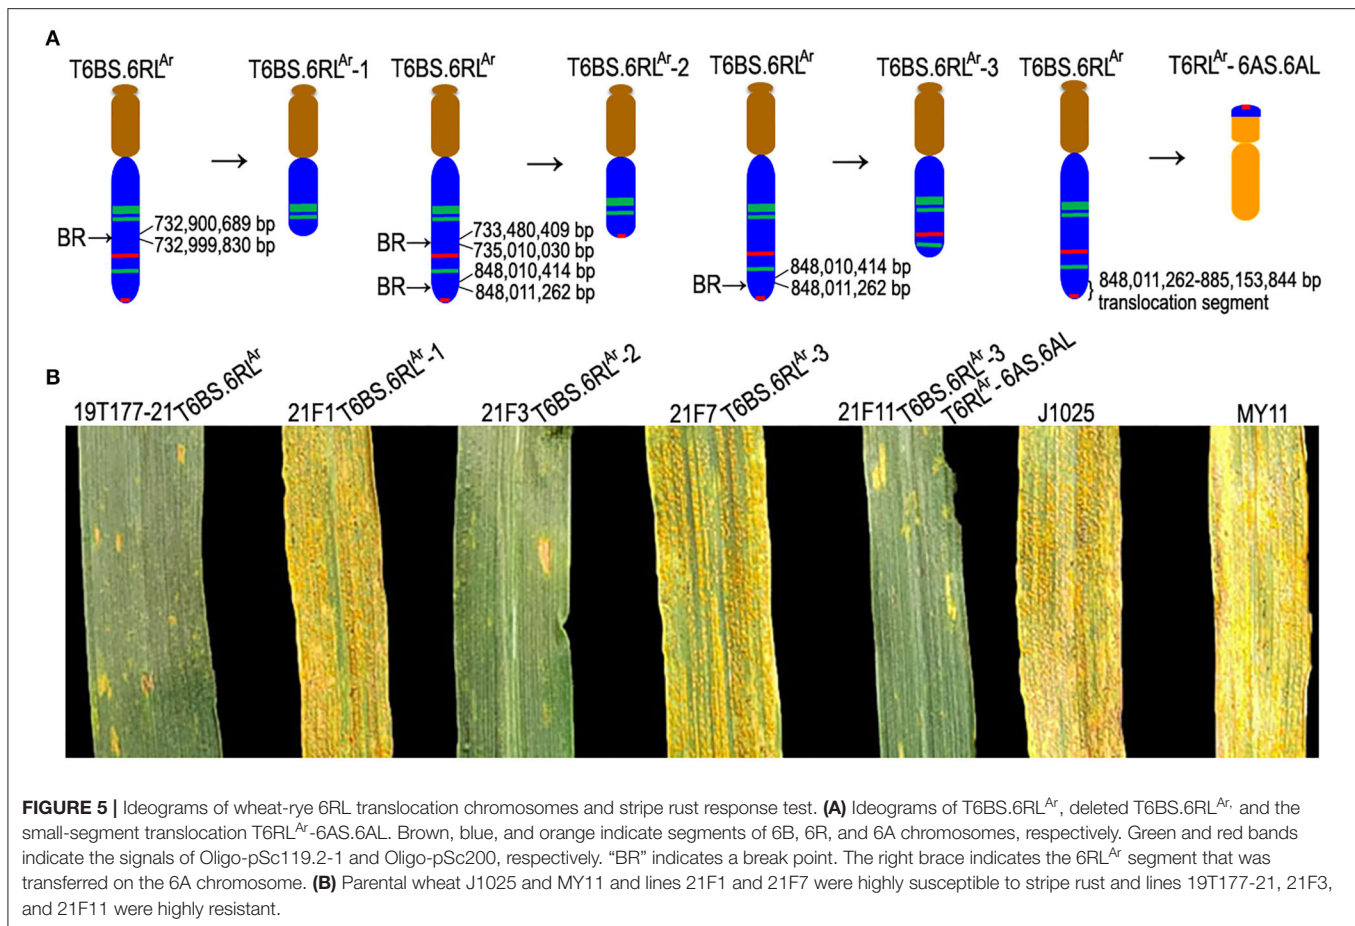 A
T6BS.6RL^Ar T6BS.6RL^Ar-1 T6BS.6RL^Ar T6BS.6RL^Ar-2 T6BS.6RL^Ar T6BS.6RL^Ar-3 T6BS.6RL^Ar T6RL^Ar-6AS.6AL
BR→ 732,900,689 bp
732,999,830 bp
BR→ 733,480,409 bp
735,010,030 bp
BR→ 848,010,414 bp
848,011,262 bp
BR→ 848,010,414 bp
848,011,262 bp
848,011,262-885,153,844 bp
translocation segment
B
19T177-21 T6BS.6RL^Ar
21F1 T6BS.6RL^Ar-1
21F3 T6BS.6RL^Ar-2
21F7 T6BS.6RL^Ar-3
21F11 T6BS.6RL^Ar-3
T6RL^Ar-6AS.6AL
J1025
MY11
FIGURE 5 | Ideograms of wheat-rye 6RL translocation chromosomes and stripe rust response test. (A) Ideograms of T6BS.6RL^Ar, deleted T6BS.6RL^Ar, and the
small-segment translocation T6RL^Ar-6AS.6AL. Brown, blue, and orange indicate segments of 6B, 6R, and 6A chromosomes, respectively. Green and red bands
indicate the signals of Oligo-pSc119.2-1 and Oligo-pSc200, respectively. “BR” indicates a break point. The right brace indicates the 6RL^Ar segment that was
transferred on the 6A chromosome. (B) Parental wheat J1025 and MY11 and lines 21F1 and 21F7 were highly susceptible to stripe rust and lines 19T177-21, 21F3,
and 21F11 were highly resistant.